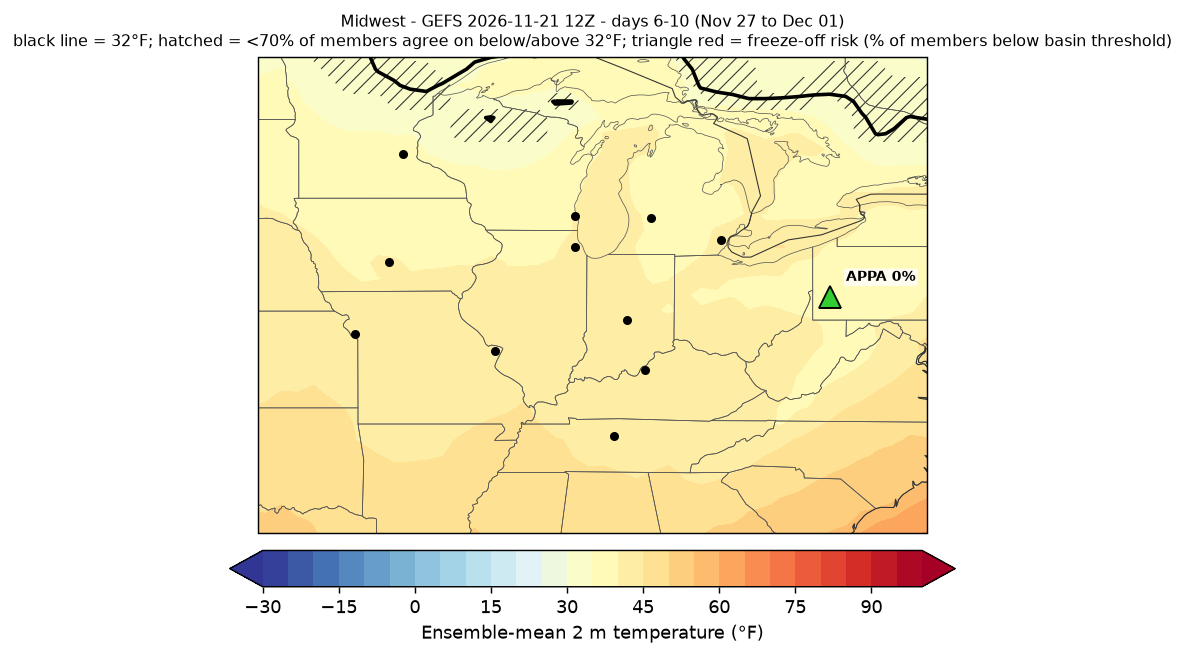 Midwest - GEFS 2026-11-21 12Z - days 6-10 (Nov 27 to Dec 01)
black line = 32°F; hatched = <70% of members agree on below/above 32°F; triangle red = freeze-off risk (% of members below basin threshold)
APPA 0%
−30 −15 0 15 30 45 60 75 90
Ensemble-mean 2 m temperature (°F)